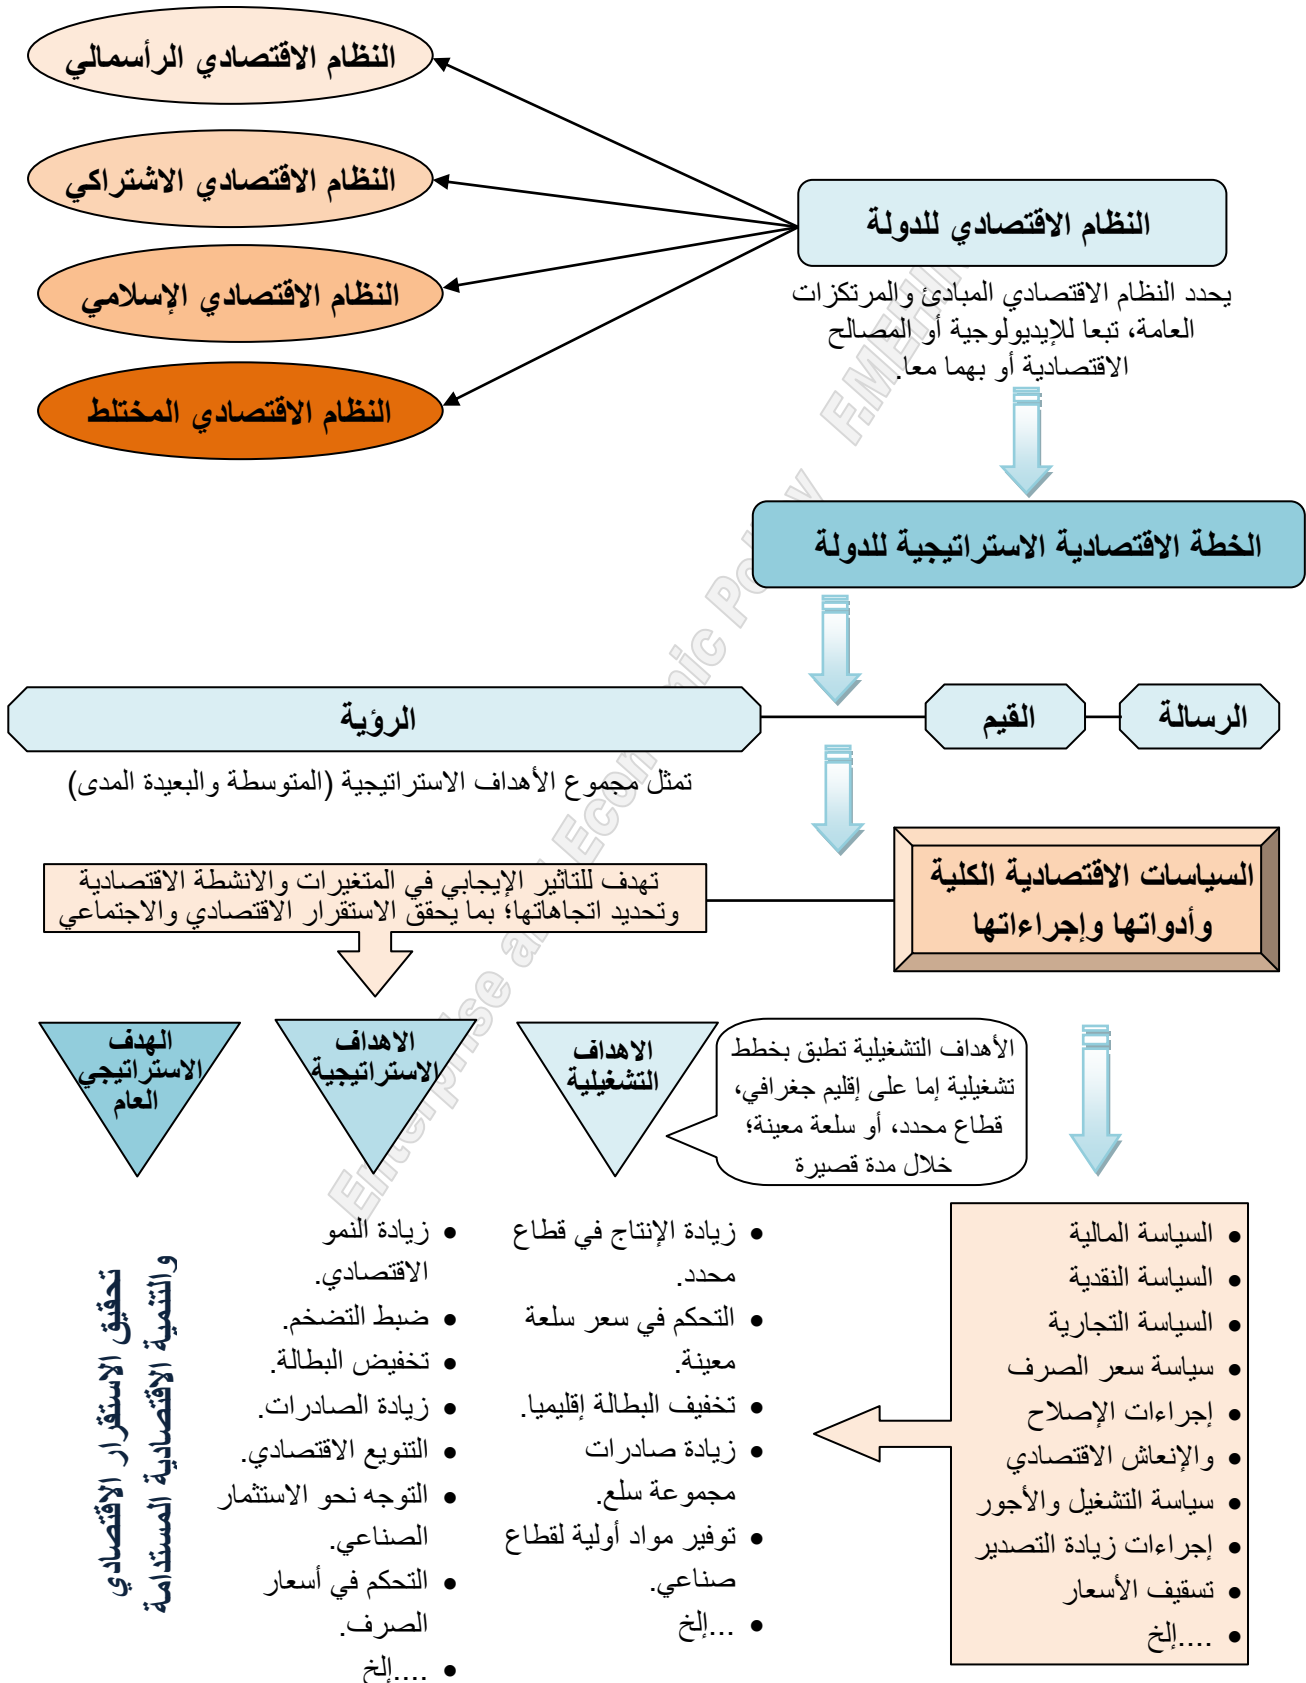 النظام الاقتصادي الرأسمالي
النظام الاقتصادي الاشتراكي
النظام الاقتصادي للدولة
النظام الاقتصادي الإسلامي
يحدد النظام الاقتصادي المبادئ والمرتكزات
العامة، تبعا للإيديولوجية أو المصالح
الاقتصادية أو بهما معا.
النظام الاقتصادي المختلط
الخطة الاقتصادية الاستراتيجية للدولة
الرسالة
القيم
الرؤية
تمثل مجموع الأهداف الاستراتيجية (المتوسطة والبعيدة المدى)
السياسات الاقتصادية الكلية
وأدواتها وإجراءاتها
تهدف للتاثير الإيجابي في المتغيرات والانشطة الاقتصادية
وتحديد اتجاهاتها؛ بما يحقق الاستقرار الاقتصادي والاجتماعي
الأهداف التشغيلية تطبق بخطط
تشغيلية إما على إقليم جغرافي،
قطاع محدد، أو سلعة معينة؛
خلال مدة قصيرة
الاهداف
التشغيلية
الاهداف
الاستراتيجية
الهدف
الاستراتيجي
العام
• السياسة المالية
• السياسة النقدية
• السياسة التجارية
• سياسة سعر الصرف
• إجراءات الإصلاح
• والإنعاش الاقتصادي
• سياسة التشغيل والأجور
• إجراءات زيادة التصدير
• تسقيف الأسعار
• ....إلخ
• زيادة الإنتاج في قطاع
محدد.
• التحكم في سعر سلعة
معينة.
• تخفيف البطالة إقليميا.
• زيادة صادرات
مجموعة سلع.
• توفير مواد أولية لقطاع
صناعي.
• ...إلخ
• زيادة النمو
الاقتصادي.
• ضبط التضخم.
• تخفيض البطالة.
• زيادة الصادرات.
• التنويع الاقتصادي.
• التوجه نحو الاستثمار
الصناعي.
• التحكم في أسعار
الصرف.
• ....إلخ
تحقيق الاستقرار الاقتصادي
والتنمية الاقتصادية المستدامة
Enterprise and Economic